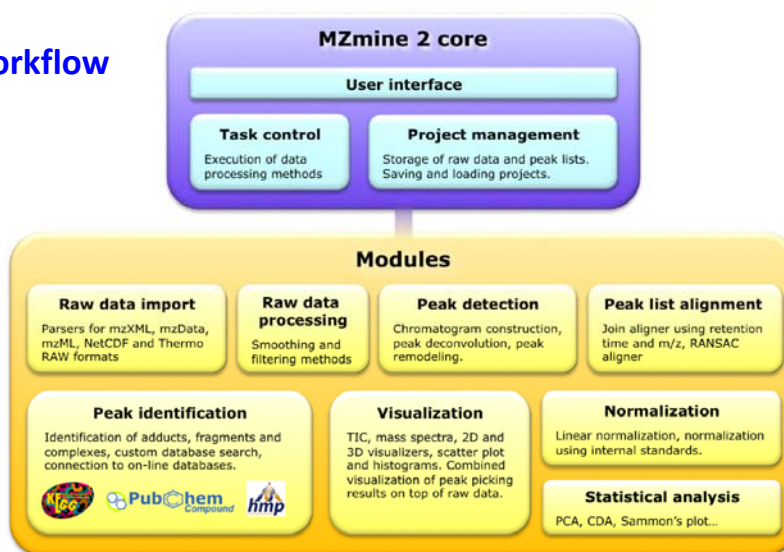 orkflow
MZmine 2 core
User interface
Task control
Execution of data
processing methods
Project management
Storage of raw data and peak lists.
Saving and loading projects.
Modules
Raw data import
Parsers for mzXML, mzData,
mzML, NetCDF and Thermo
RAW formats
Raw data
processing
Smoothing and
filtering methods
Peak detection
Chromatogram construction,
peak deconvolution, peak
remodeling.
Peak list alignment
Join aligner using retention
time and m/z, RANSAC
aligner
Peak identification
Identification of adducts, fragments and
complexes, custom database search,
connection to on-line databases.
KEGG
PubChem
Compound
hmp
Visualization
TIC, mass spectra, 2D and
3D visualizers, scatter plot
and histograms. Combined
visualization of peak picking
results on top of raw data.
Normalization
Linear normalization, normalization
using internal standards.
Statistical analysis
PCA, CDA, Sammon's plot...